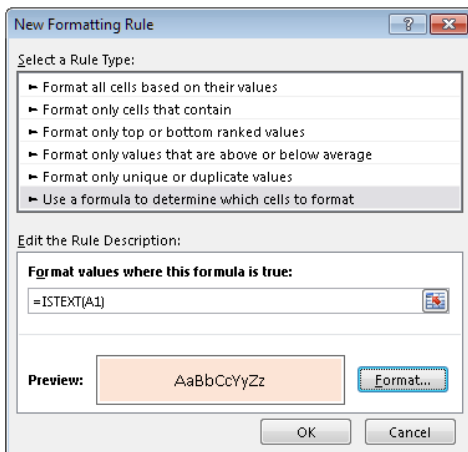 New Formatting Rule
Select a Rule Type:
► Format all cells based on their values
► Format only cells that contain
► Format only top or bottom ranked values
► Format only values that are above or below average
► Format only unique or duplicate values
► Use a formula to determine which cells to format
Edit the Rule Description:
Format values where this formula is true:
=ISTEXT(A1)
Preview: AaBbCcYyZz Format...
OK Cancel